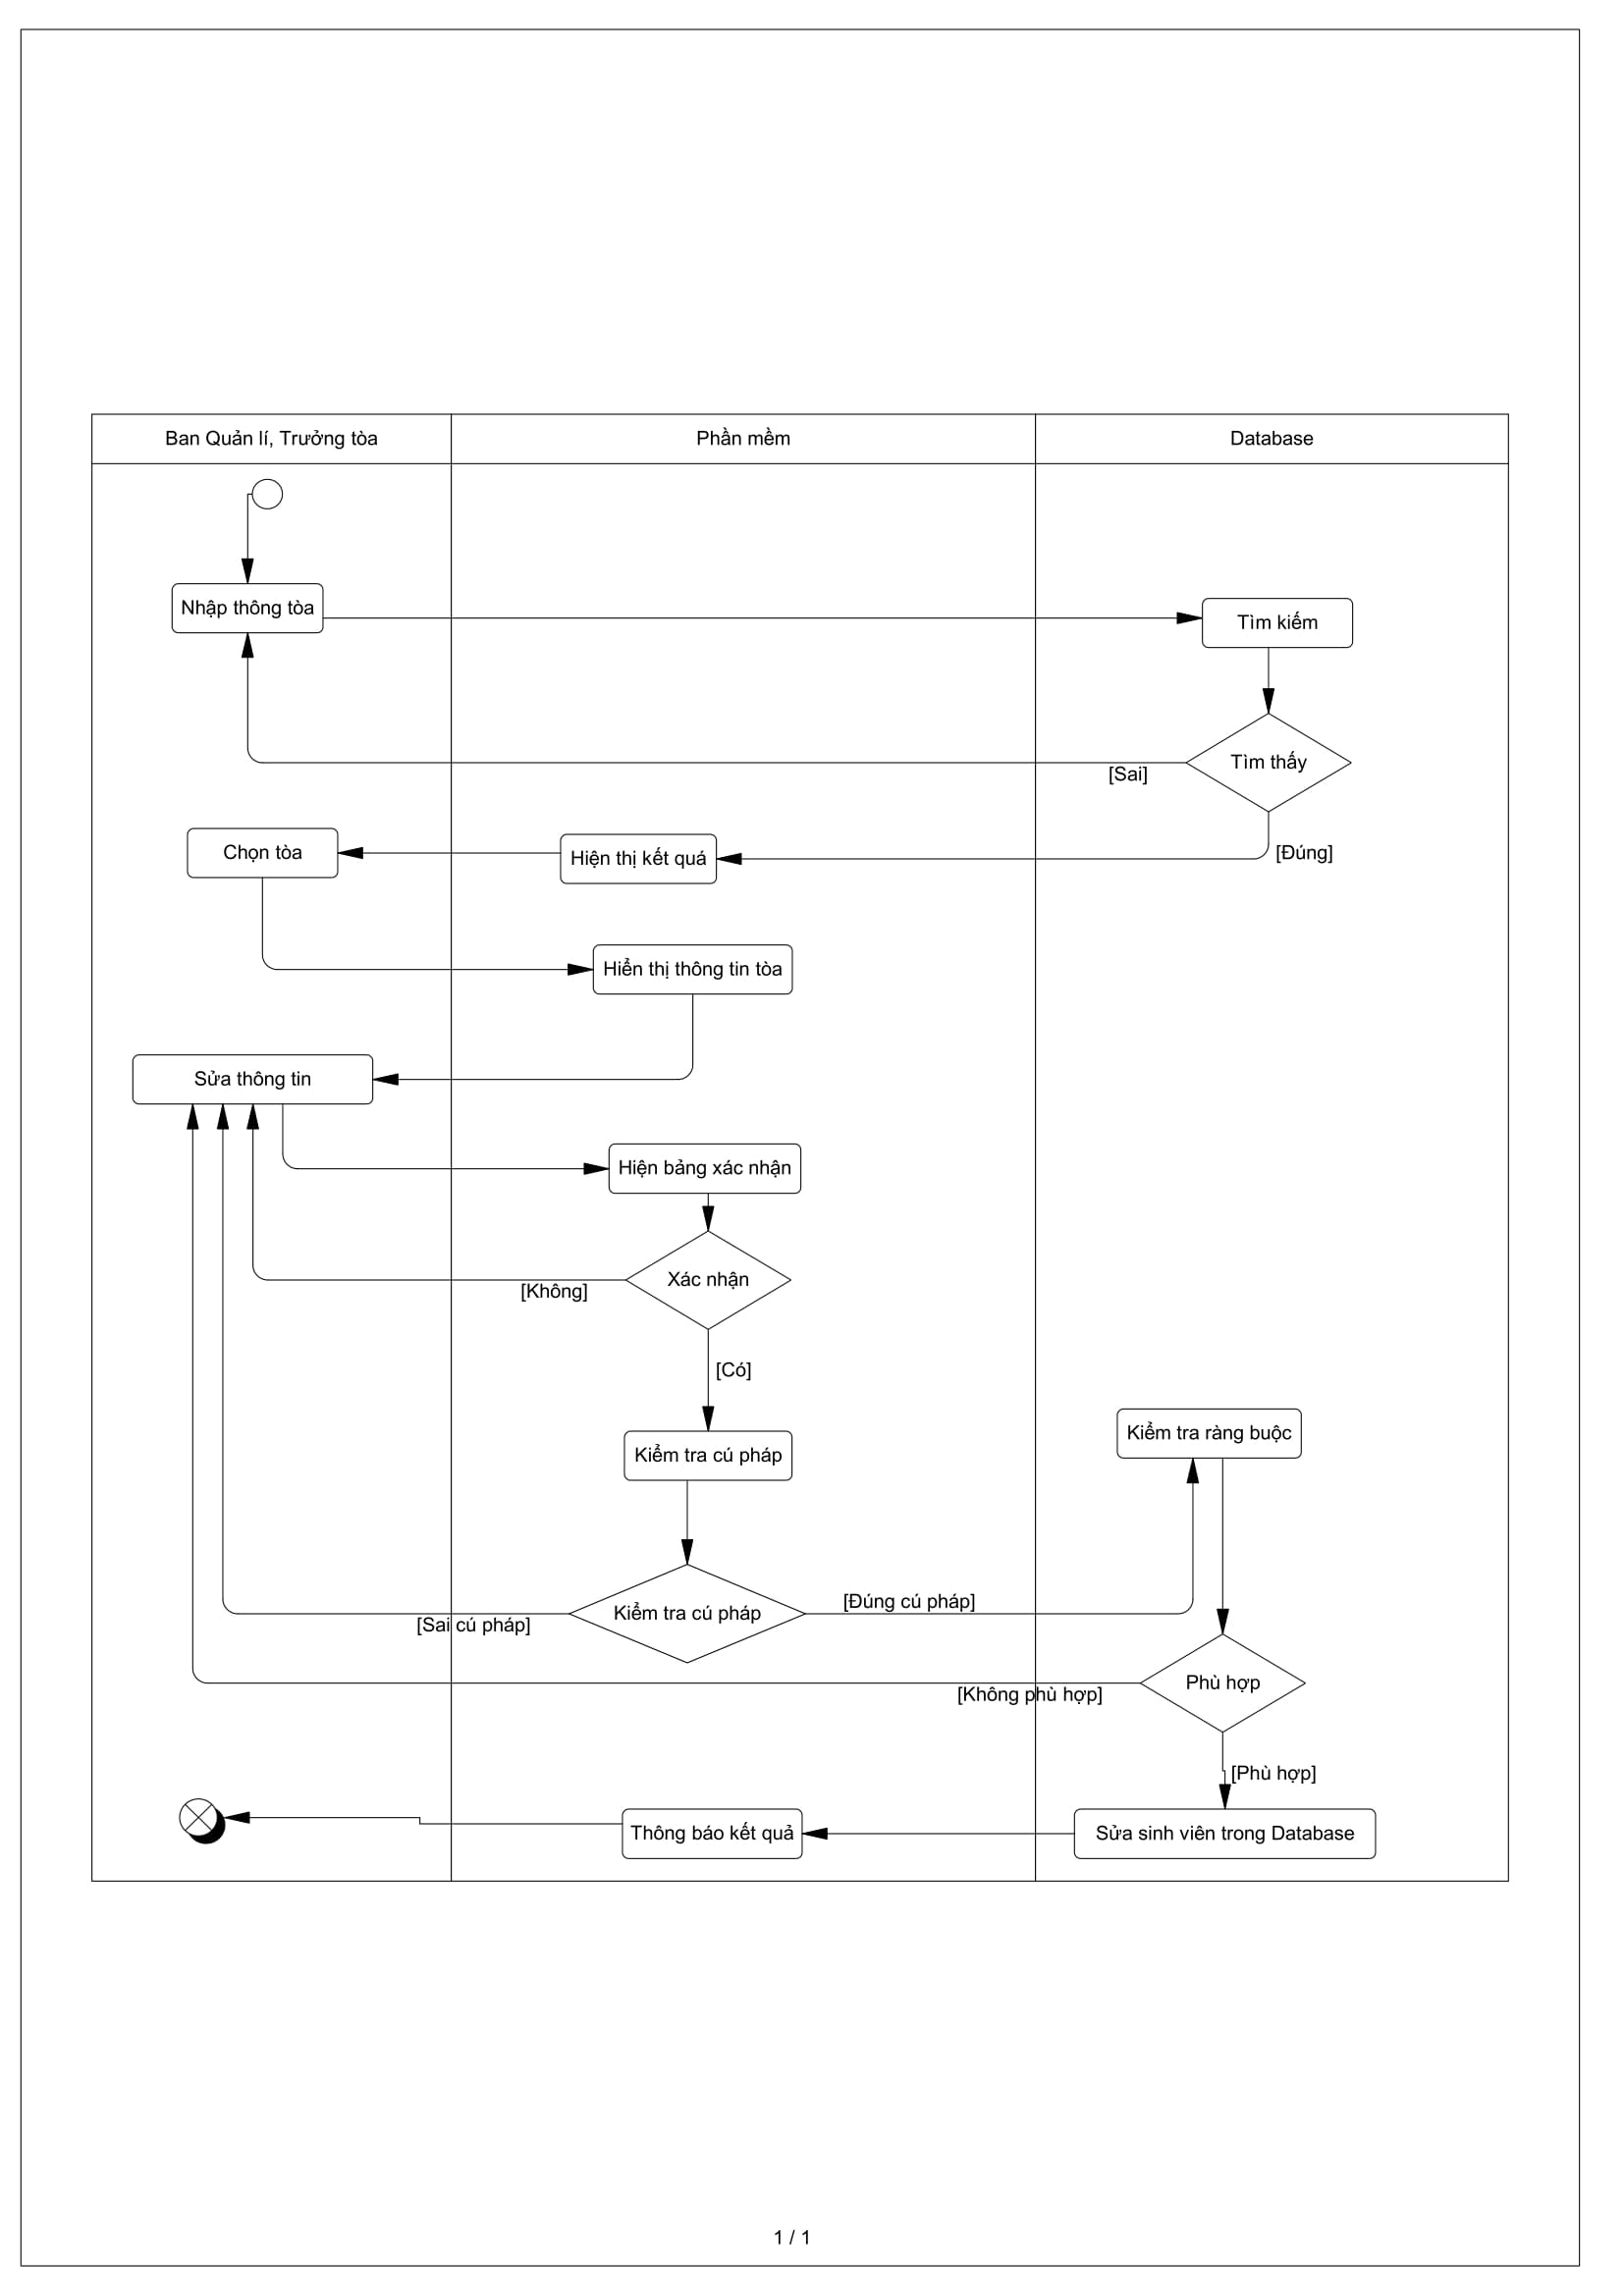 Ban Quản lí, Trưởng tòa
Phần mềm
Database
Nhập thông tòa
Tìm kiếm
Tìm thấy
[Sai]
[Đúng]
Chọn tòa
Hiện thị kết quá
Hiển thị thông tin tòa
Sửa thông tin
Hiện bảng xác nhận
Xác nhận
[Không]
[Có]
Kiểm tra cú pháp
Kiểm tra ràng buộc
Kiểm tra cú pháp
[Đúng cú pháp]
[Sai cú pháp]
Phù hợp
[Không phù hợp]
[Phù hợp]
Thông báo kết quả
Sửa sinh viên trong Database
1 / 1